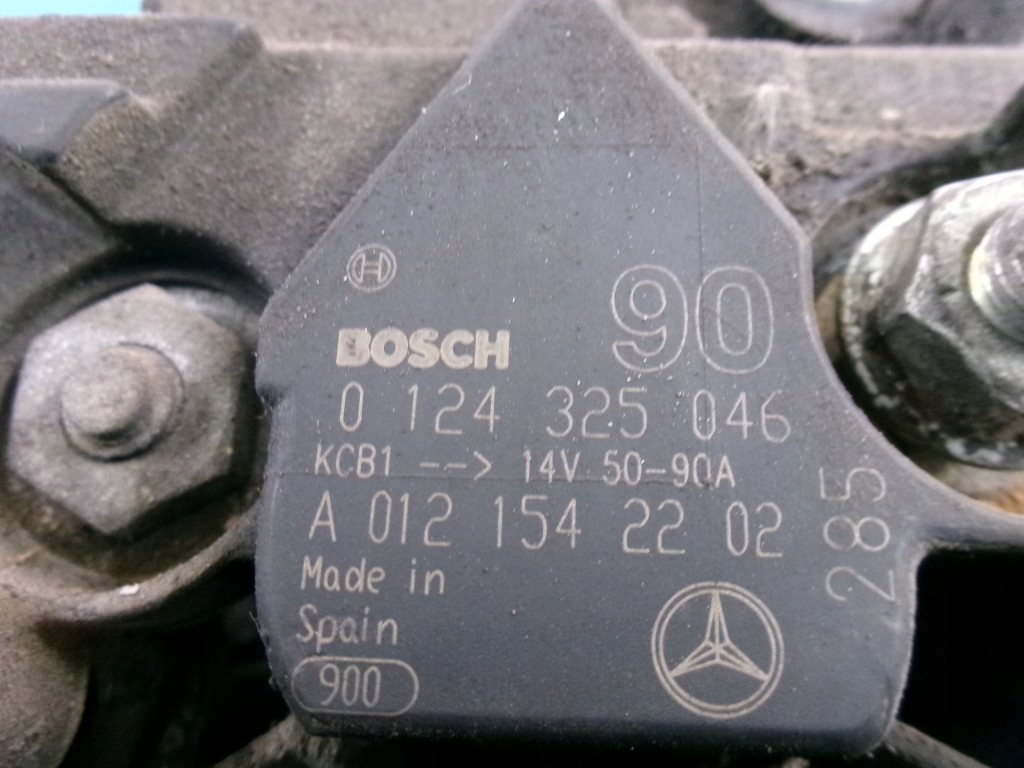 90
BOSCH
0 124 325 046
KCB1 --> 14V 50-90A
A 012 154 22 02
285
Made in
Spain
900